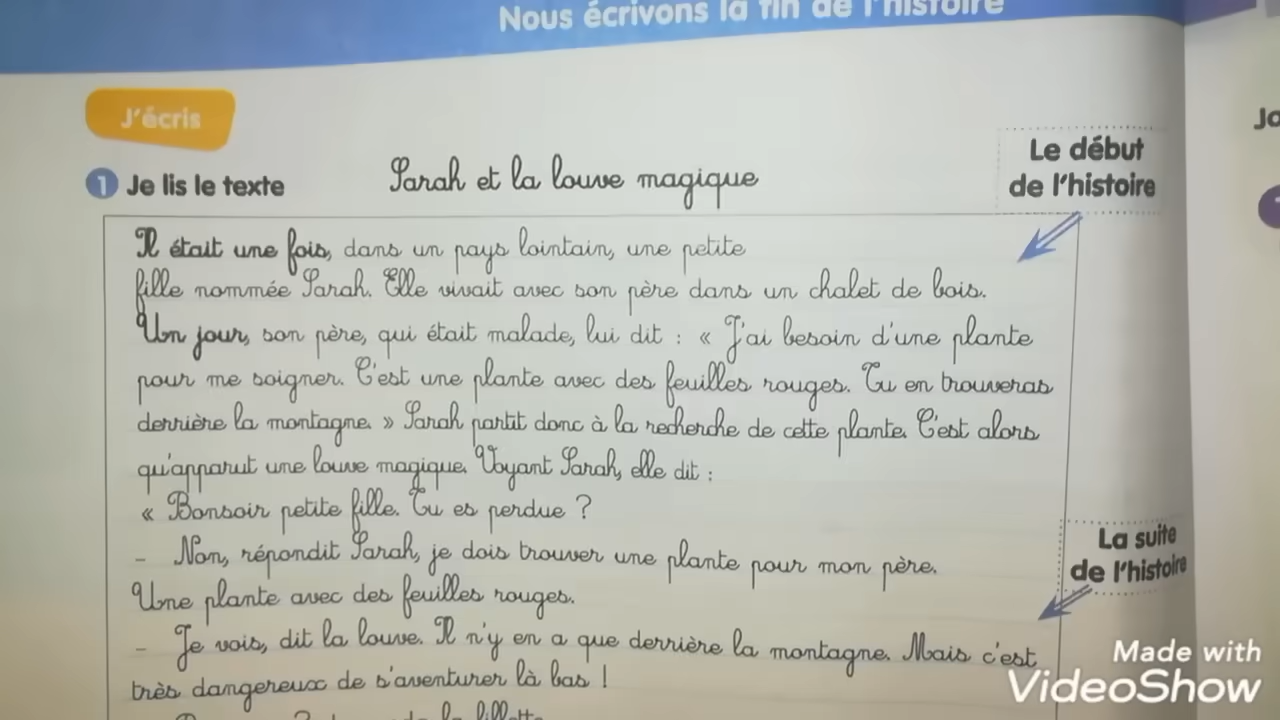 Nous écrivons la fin de l'histoire
J'écris
1 Je lis le texte
Sarah et la louve magique
Le début
de l'histoire
Il était une fois, dans un pays lointain, une petite
fille nommée Sarah. Elle vivait avec son père dans un chalet de bois.
Un jour, son père, qui était malade, lui dit : « J'ai besoin d'une plante
pour me soigner. C'est une plante avec des feuilles rouges. Tu en trouveras
derrière la montagne. » Sarah partit donc à la recherche de cette plante. C'est alors
qu'apparut une louve magique. Voyant Sarah, elle dit :
« Bonsoir petite fille. Tu es perdue ?
– Non, répondit Sarah, je dois trouver une plante pour mon père.
Une plante avec des feuilles rouges.
– Je vois, dit la louve. Il n'y en a que derrière la montagne. Mais c'est
très dangereux de s'aventurer là bas !
La suite
de l'histoire
Made with
VideoShow